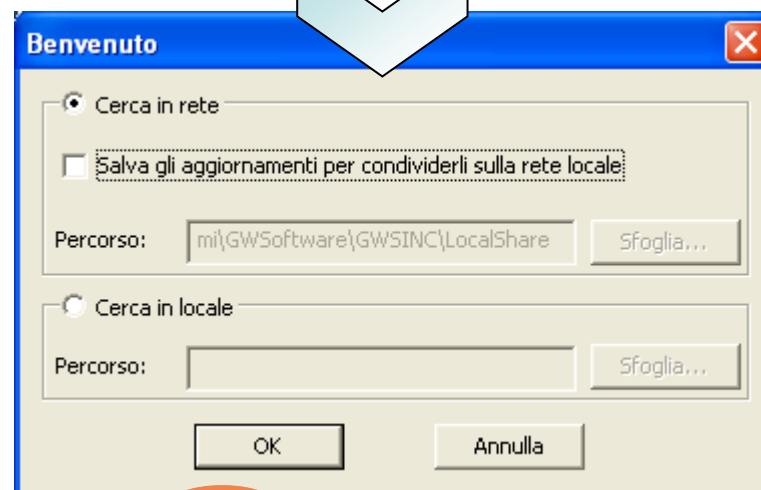 Benvenuto
Cerca in rete
Salva gli aggiornamenti per condividerli sulla rete locale
Percorso: mi\GWSoftware\GWSINC\LocalShare Sfoglia...
Cerca in locale
Percorso: Sfoglia...
OK Annulla